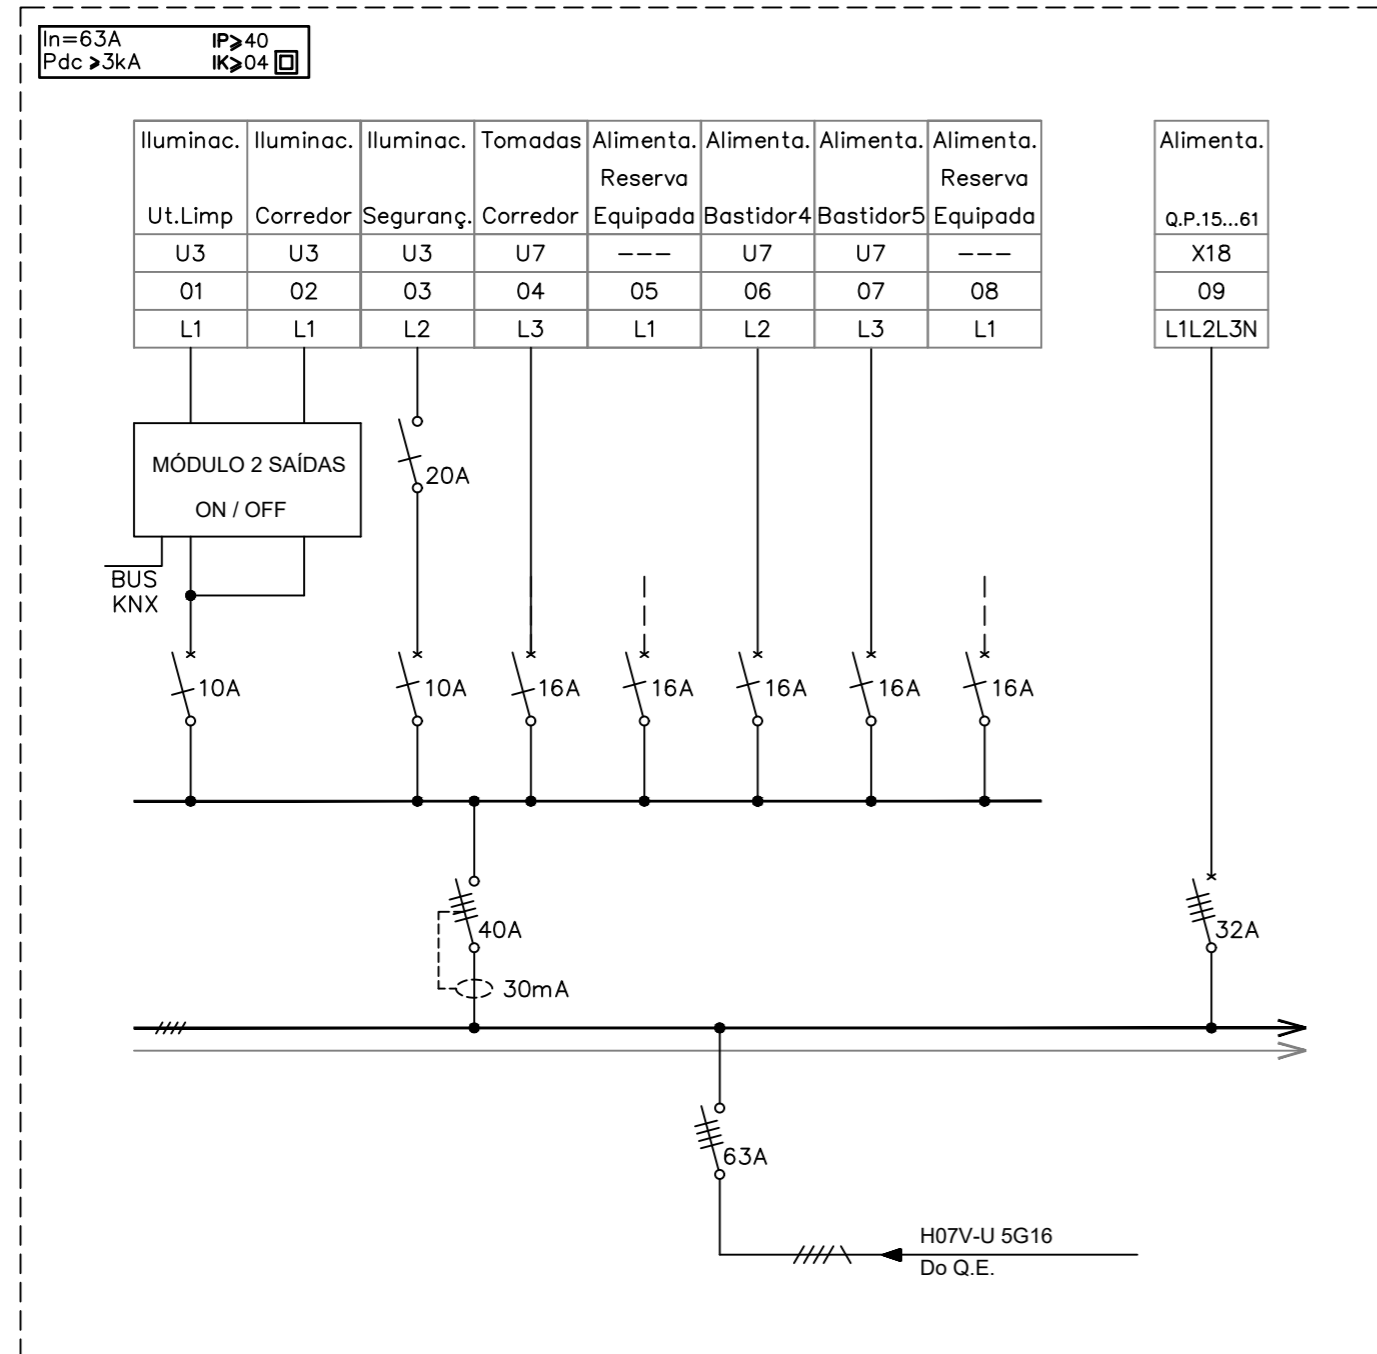 In=63A IP⩾40
Pdc ⩾3kA IK⩾04
Iluminac. Iluminac. Iluminac. Tomadas Alimenta. Alimenta. Alimenta. Alimenta. Alimenta.
Reserva Reserva
Ut.Limp Corredor Seguranç. Corredor Equipada Bastidor4 Bastidor5 Equipada Q.P.15...61
U3 U3 U3 U7 --- U7 U7 --- X18
01 02 03 04 05 06 07 08 09
L1 L1 L2 L3 L1 L2 L3 L1 L1L2L3N
MÓDULO 2 SAÍDAS
ON / OFF
20A
BUS
KNX
10A 10A 16A 16A 16A 16A 16A
40A 32A
30mA
63A
H07V-U 5G16
Do Q.E.